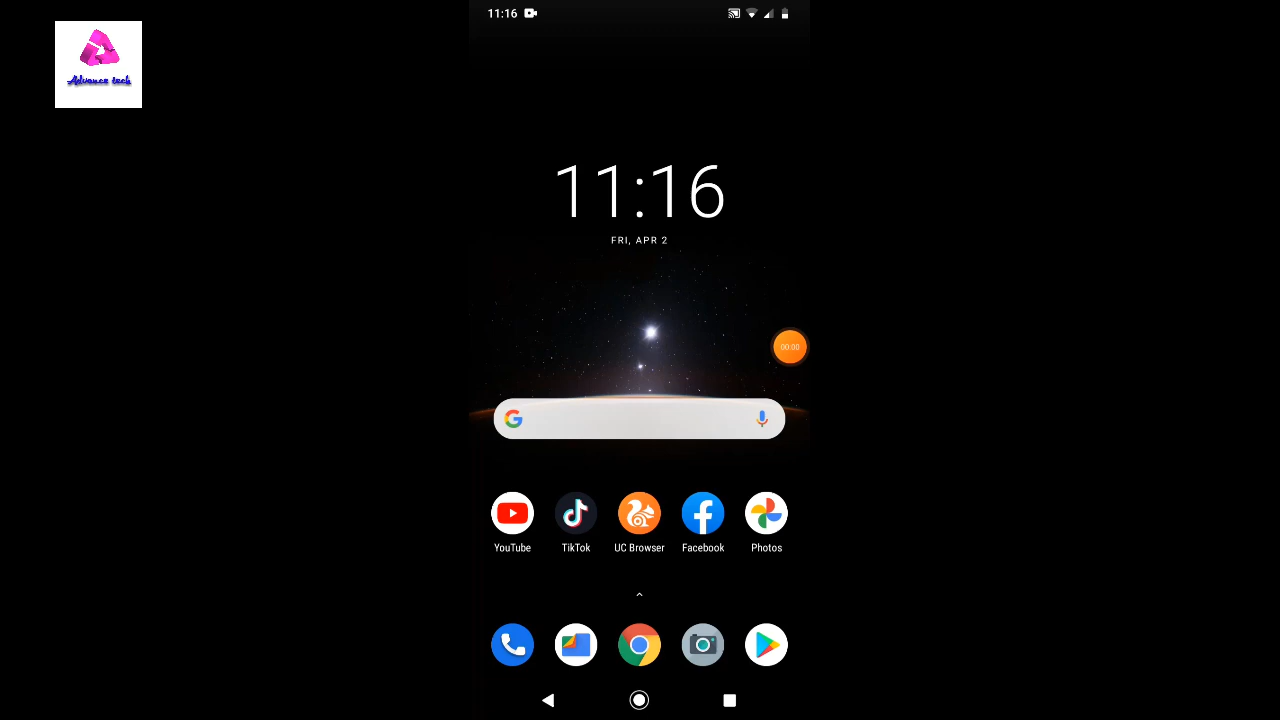 11:16
Advance tech
11:16
FRI, APR 2
00:00
YouTube TikTok UC Browser Facebook Photos